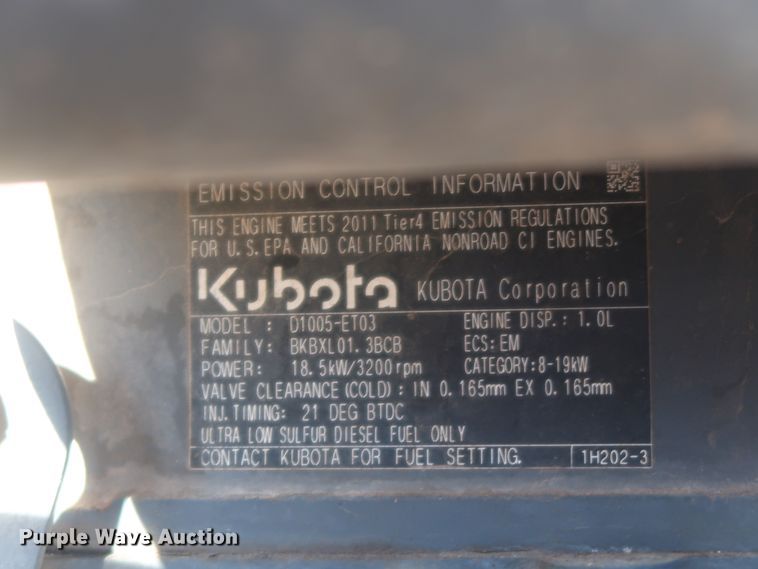 EMISSION CONTROL INFORMATION
THIS ENGINE MEETS 2011 Tier4 EMISSION REGULATIONS
FOR U.S. EPA AND CALIFORNIA NONROAD CI ENGINES.
Kubota KUBOTA Corporation
MODEL : D1005-ET03 ENGINE DISP.: 1.0L
FAMILY: BKBXL01.3BCB ECS: EM
POWER: 18.5kW/3200rpm CATEGORY: 8-19kW
VALVE CLEARANCE (COLD) : IN 0.165mm EX 0.165mm
INJ. TIMING: 21 DEG BTDC
ULTRA LOW SULFUR DIESEL FUEL ONLY
CONTACT KUBOTA FOR FUEL SETTING. 1H202-3
Purple Wave Auction